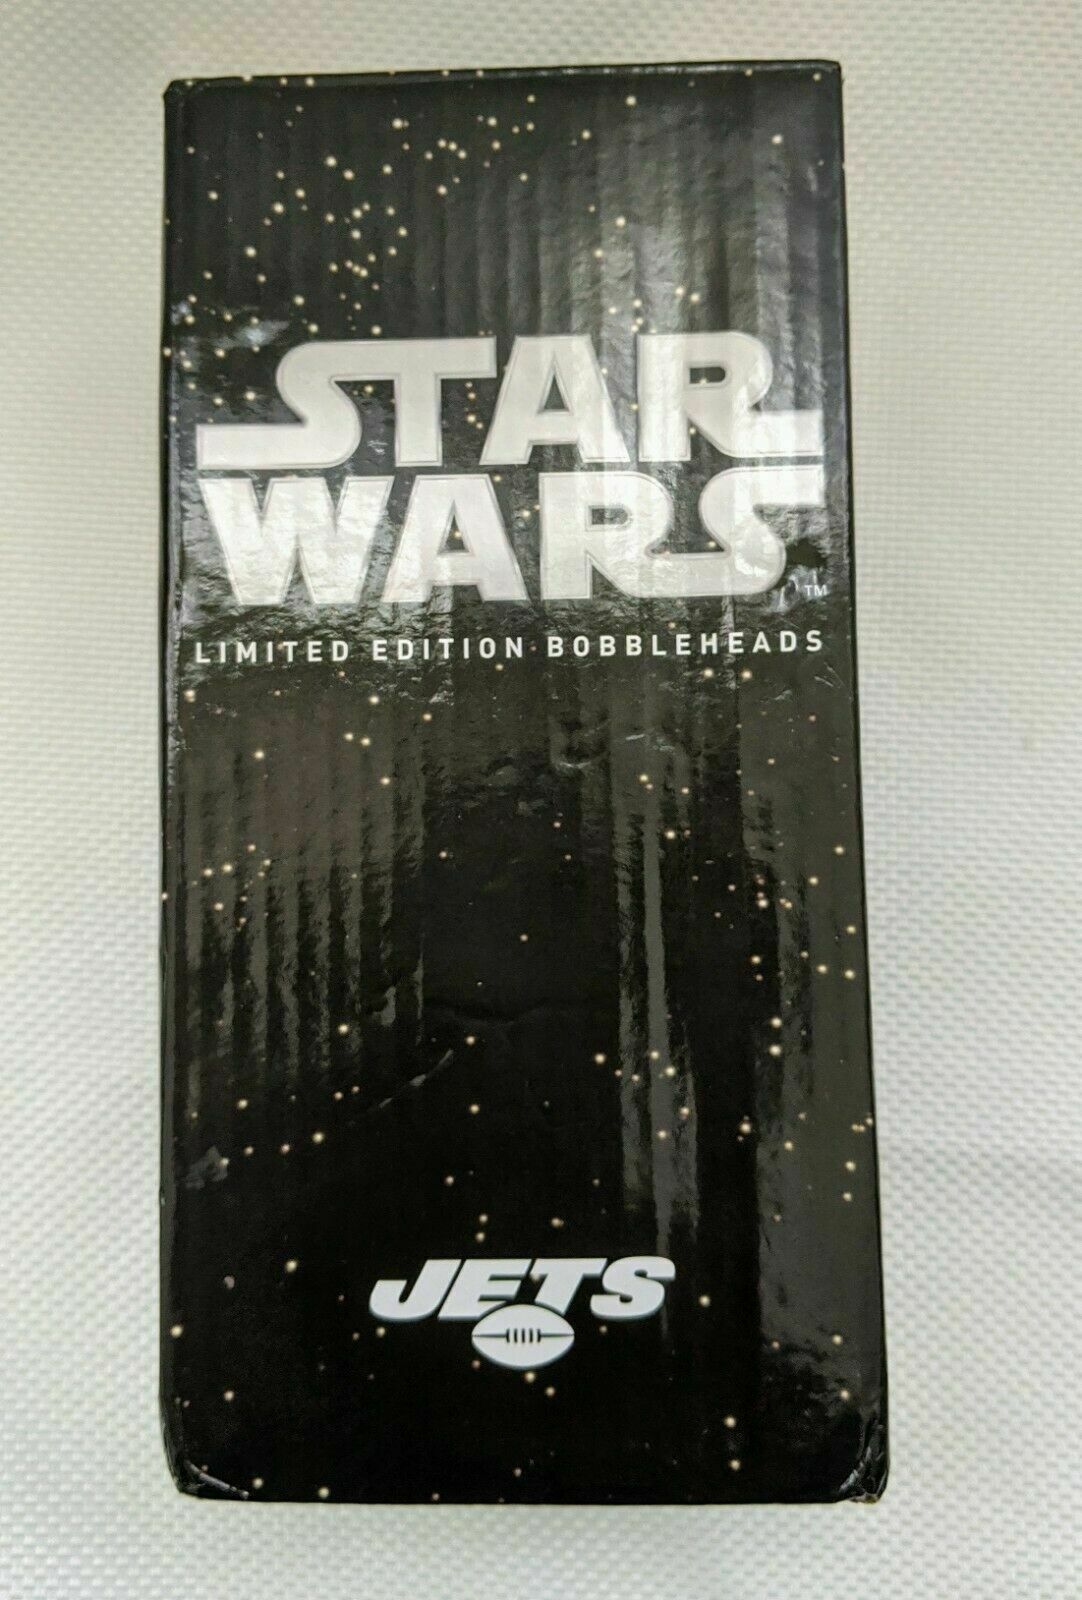 STAR
WARS
TM
LIMITED EDITION BOBBLEHEADS
JETS